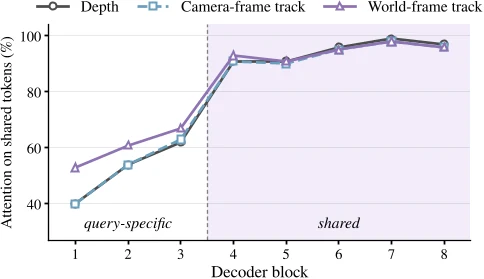 Depth Camera-frame track World-frame track
Attention on shared tokens (%)
100
80
60
40
query-specific shared
1 2 3 4 5 6 7 8
Decoder block